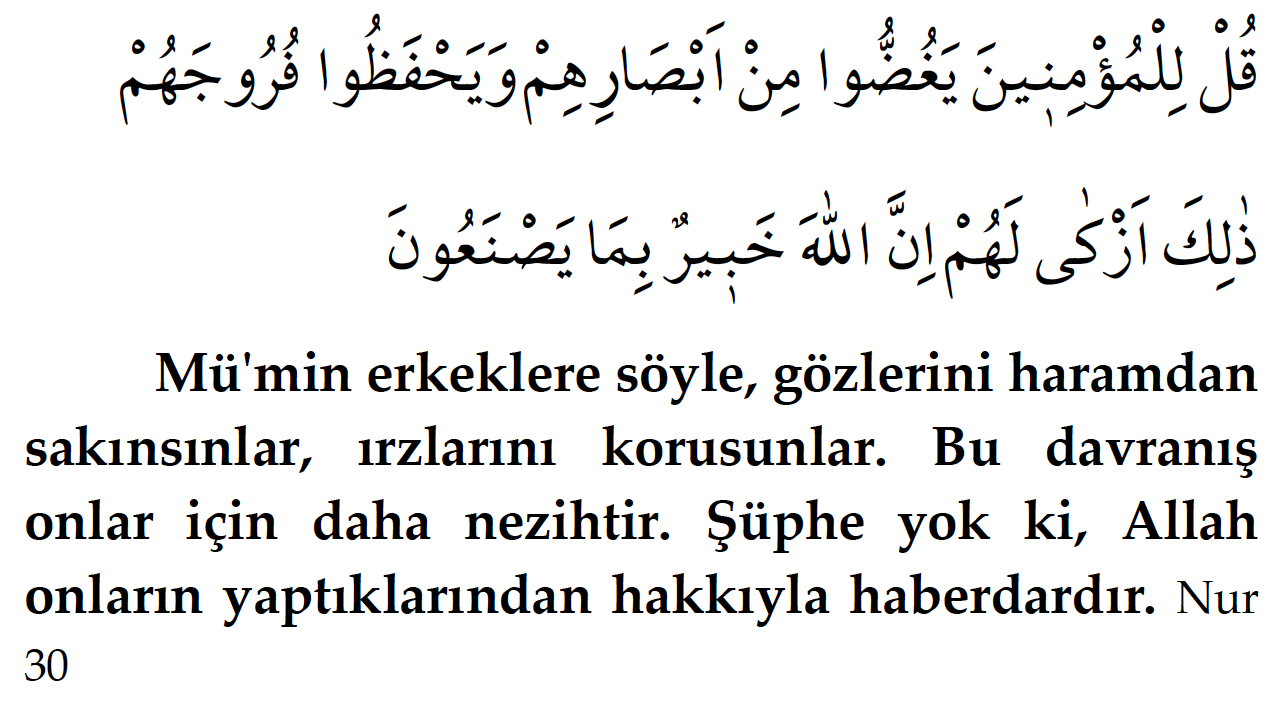 قُلْ لِلْمُؤْمِن۪ينَ يَغُضُّوا مِنْ اَبْصَارِهِمْ وَيَحْفَظُوا فُرُوجَهُمْ
ذٰلِكَ اَزْكٰى لَهُمْ اِنَّ اللّٰهَ خَب۪يرٌ بِمَا يَصْنَعُونَ
Mü'min erkeklere söyle, gözlerini haramdan
sakınsınlar, ırzlarını korusunlar. Bu davranış
onlar için daha nezihtir. Şüphe yok ki, Allah
onların yaptıklarından hakkıyla haberdardır. Nur
30